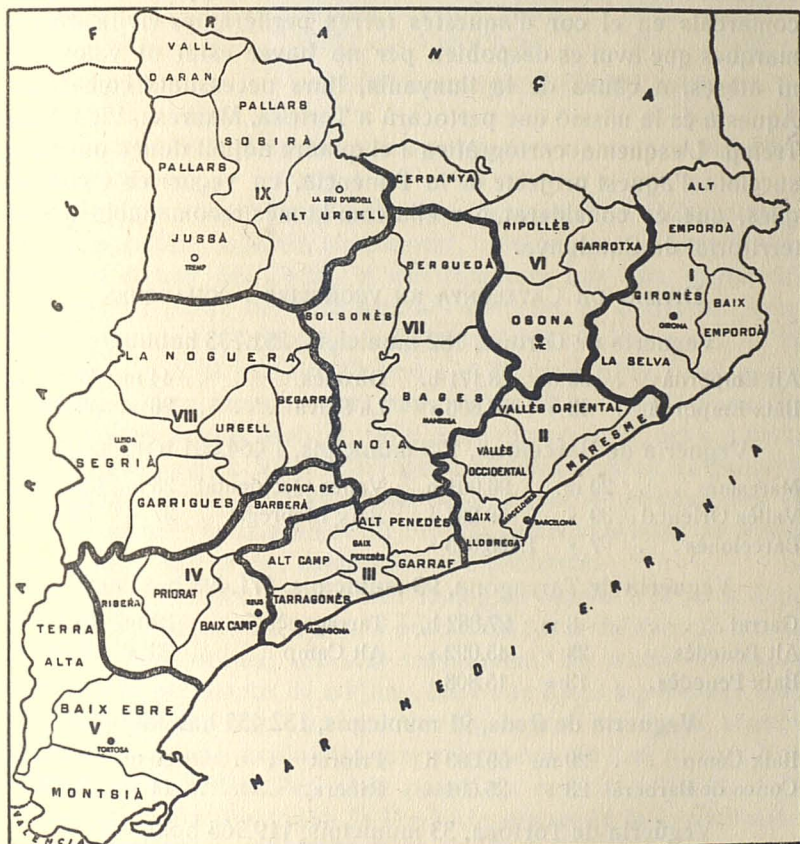 FRANÇA
VALL
D'ARAN
PALLARS
SOBIRÀ
PALLARS
JUSSÀ
TREMP
IX
LA SEU D'URGELL
ALT URGELL
CERDANYA
RIPOLLÈS
VI
GARROTXA
ALT
EMPORDÀ
I
GIRONÈS
GIRONA
BAIX
EMPORDÀ
BERGUEDÀ
SOLSONÈS
VII
OSONA
VIC
LA SELVA
LA NOGUERA
SEGARRA
BAGES
MANRESA
VALLÈS ORIENTAL
MARESME
II
VIII
URGELL
LLEIDA
SEGRIÀ
ANOIA
VALLÈS
OCCIDENTAL
BARCELONÈS
BARCELONA
GARRIGUES
CONCA DE
BARBERÀ
ALT PENEDÈS
BAIX
LLOBREGAT
BAIX
PENEDÈS
III
GARRAF
ALT CAMP
IV
PRIORAT
RIBERA
REUS
BAIX CAMP
TARRAGONÈS
TARRAGONA
TERRA
ALTA
BAIX EBRE
V
TORTOSA
MONTSIÀ
VALENCIA
MAR MEDITERRÀNIA